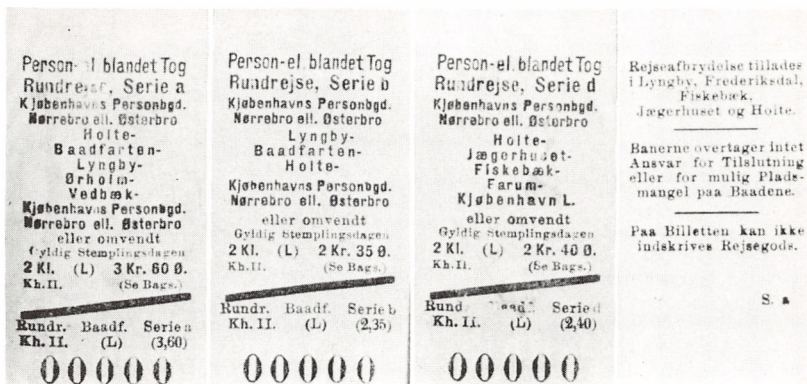 Person- el. blandet Tog
Rundrejse, Serie a
Kjøbenhavns Personbgd.
Nørrebro ell. Østerbro
Holte-
Baadfarten-
Lyngby-
Ørholm-
Vedbæk-
Kjøbenhavns Personbgd.
Nørrebro ell. Østerbro
eller omvendt
Gyldig Stemplingsdagen
2 Kl. (L) 3 Kr. 60 Ø.
Kh. II. (Se Bags.)
Rundr. Baadf. Serie a
Kh. II. (L) (3,60)
00000
Person- el. blandet Tog
Rundrejse, Serie b
Kjøbenhavns Personbgd.
Nørrebro ell. Østerbro
Lyngby-
Baadfarten-
Holte-
Kjøbenhavns Personbgd.
Nørrebro ell. Østerbro
eller omvendt
Gyldig Stemplingsdagen
2 Kl. (L) 2 Kr. 35 Ø.
Kh. II. (Se Bags.)
Rundr. Baadf. Serie b
Kh. II. (L) (2,35)
00000
Person- el. blandet Tog
Rundrejse, Serie d
Kjøbenhavns Personbgd.
Nørrebro ell. Østerbro
Holte-
Jægerhuset-
Fiskebæk-
Farum-
Kjøbenhavn L.
eller omvendt
Gyldig Stemplingsdagen
2 Kl. (L) 2 Kr. 40 Ø.
Kh. II. (Se Bags.)
Rund Baadf. Serie d
Kh. II. (L) (2,40)
00000
Rejseafbrydelse tillades
i Lyngby, Frederiksdal,
Fiskebæk,
Jægerhuset og Holte.
Banerne overtager intet
Ansvar for Tilslutning
eller for mulig Plads-
mangel paa Baadene.
Paa Billetten kan ikke
indskrives Rejsegods.
S. a